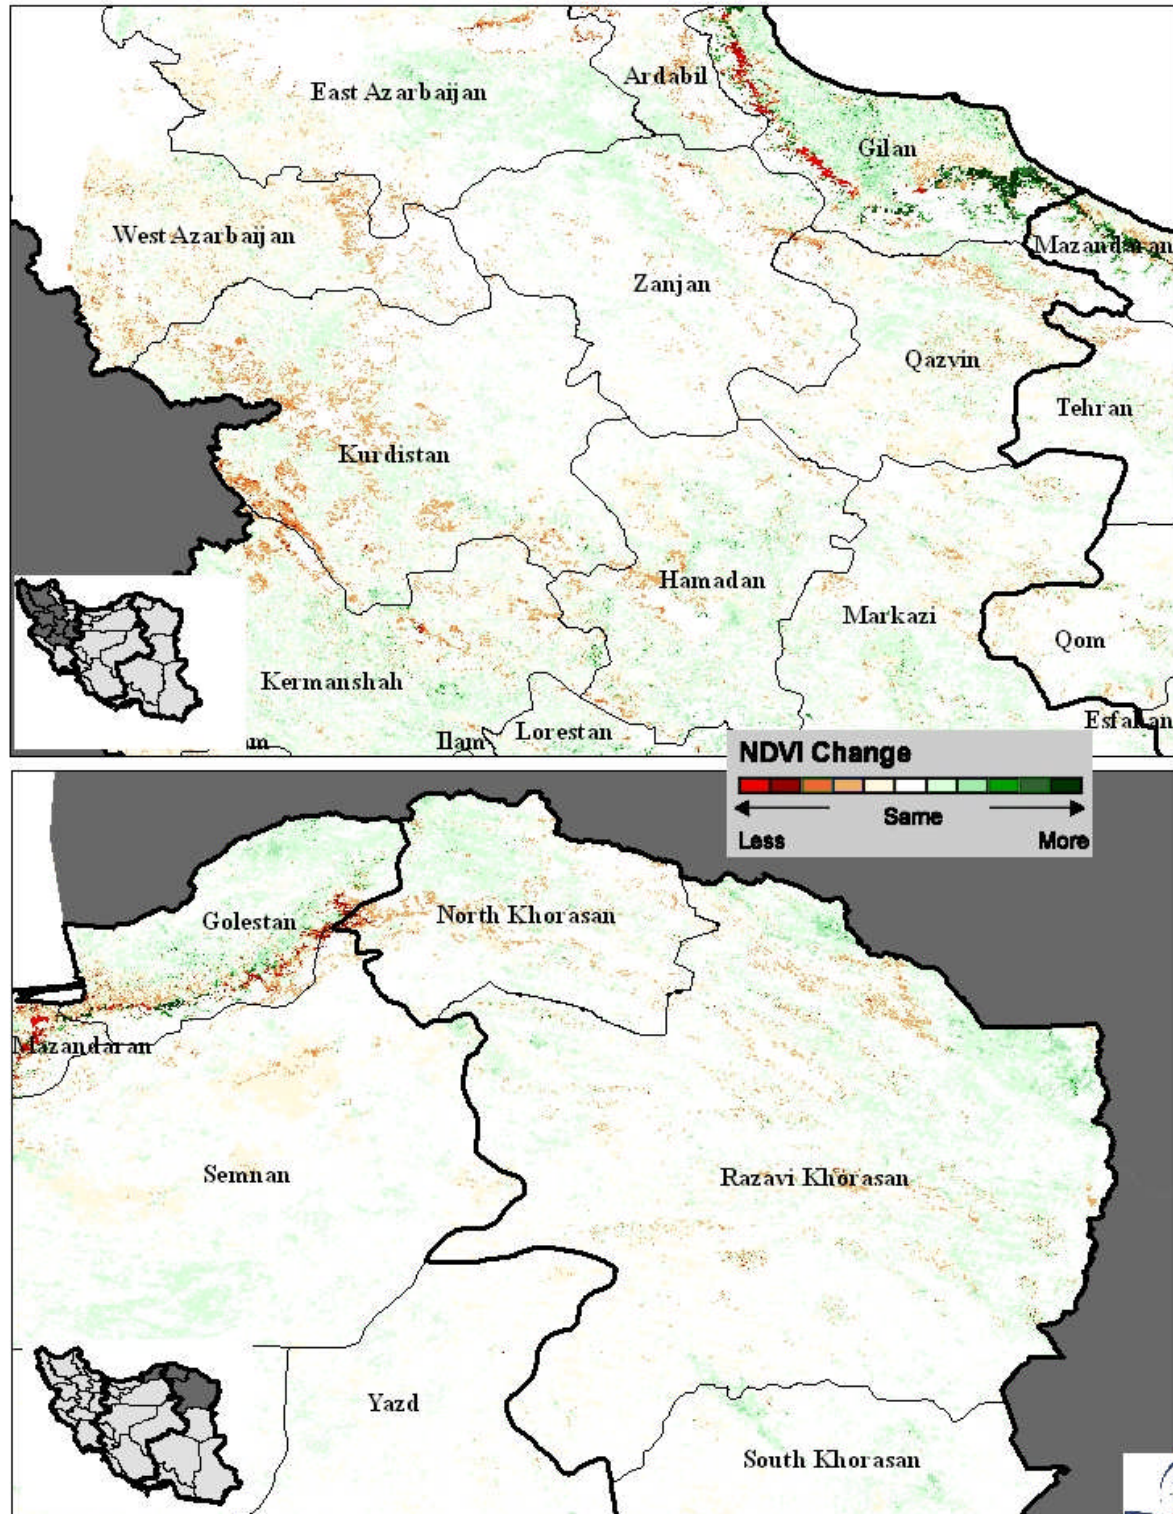 East Azarbaijan
Ardabil
Gilan
West Azarbaijan
Mazandaran
Zanjan
Qazvin
Tehran
Kurdistan
Hamadan
Markazi
Qom
Kermanshah
Esfahan
Lorestan
Ilam
NDVI Change
Same
Less
More
Golestan
North Khorasan
Mazandaran
Semnan
Razavi Khorasan
Yazd
South Khorasan